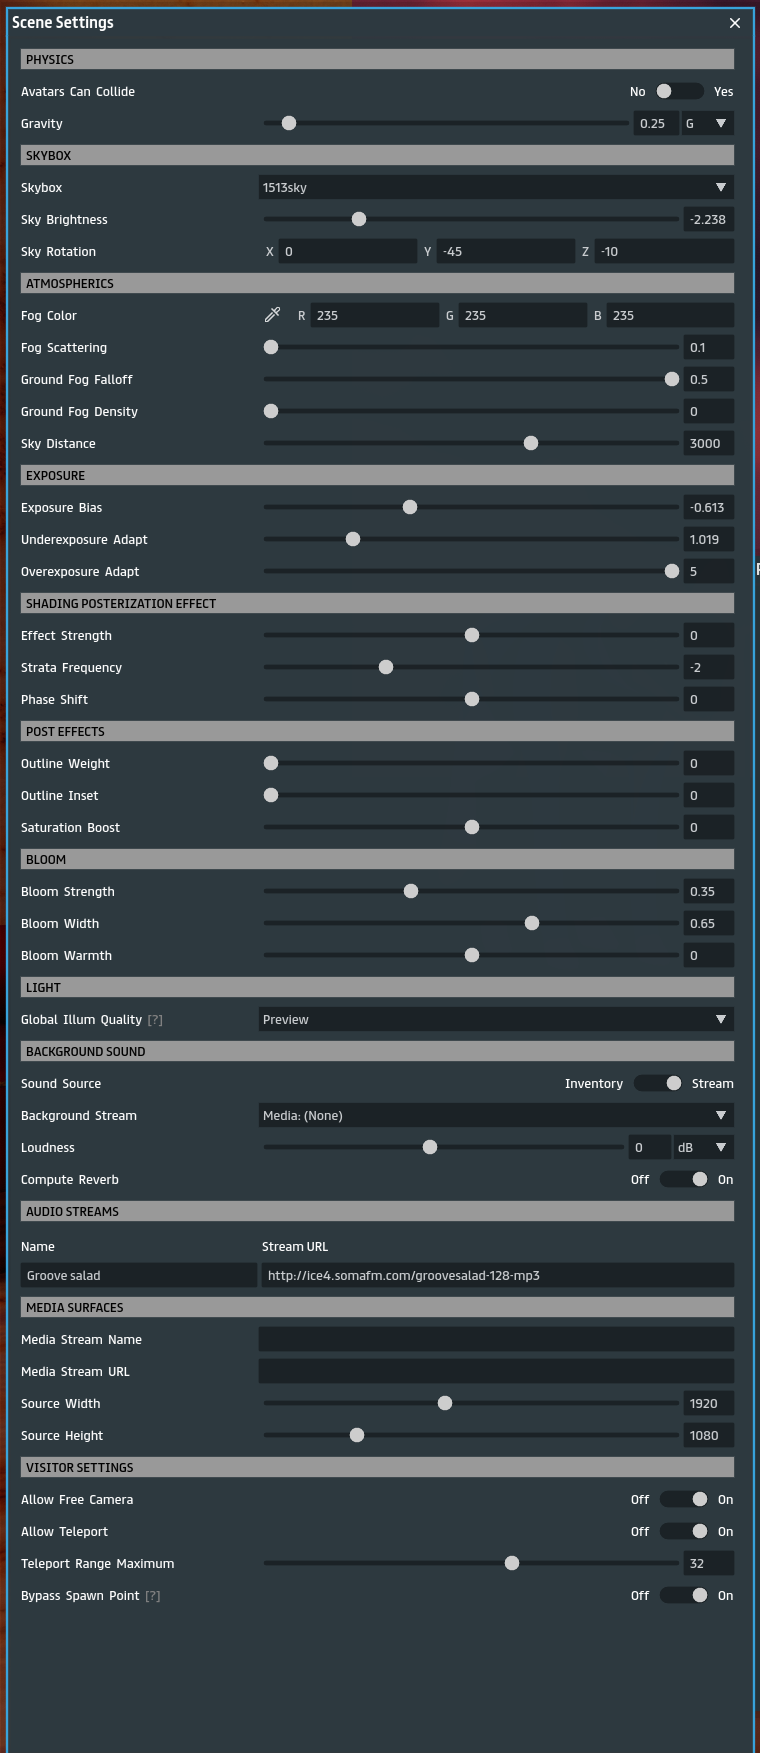 Scene Settings
PHYSICS
Avatars Can Collide No Yes
Gravity 0.25 G
SKYBOX
Skybox 1513sky
Sky Brightness -2.238
Sky Rotation X 0 Y -45 Z -10
ATMOSPHERICS
Fog Color R 235 G 235 B 235
Fog Scattering 0.1
Ground Fog Falloff 0.5
Ground Fog Density 0
Sky Distance 3000
EXPOSURE
Exposure Bias -0.613
Underexposure Adapt 1.019
Overexposure Adapt 5
SHADING POSTERIZATION EFFECT
Effect Strength 0
Strata Frequency -2
Phase Shift 0
POST EFFECTS
Outline Weight 0
Outline Inset 0
Saturation Boost 0
BLOOM
Bloom Strength 0.35
Bloom Width 0.65
Bloom Warmth 0
LIGHT
Global Illum Quality [?] Preview
BACKGROUND SOUND
Sound Source Inventory Stream
Background Stream Media: (None)
Loudness 0 dB
Compute Reverb Off On
AUDIO STREAMS
Name Stream URL
Groove salad http://ice4.somafm.com/groovesalad-128-mp3
MEDIA SURFACES
Media Stream Name
Media Stream URL
Source Width 1920
Source Height 1080
VISITOR SETTINGS
Allow Free Camera Off On
Allow Teleport Off On
Teleport Range Maximum 32
Bypass Spawn Point [?] Off On